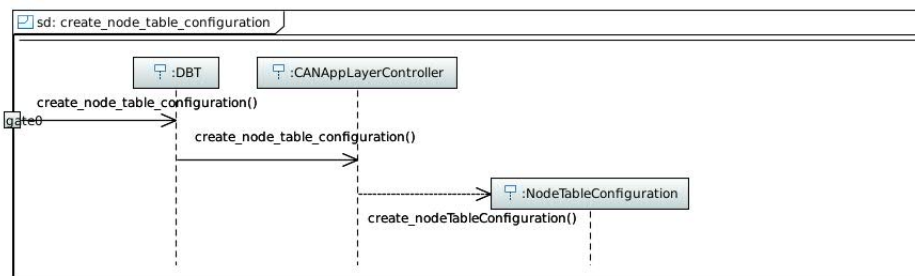 sd: create_node_table_configuration
:DBT
:CANAppLayerController
create_node_table_configuration()
gate0
create_node_table_configuration()
:NodeTableConfiguration
create_nodeTableConfiguration()